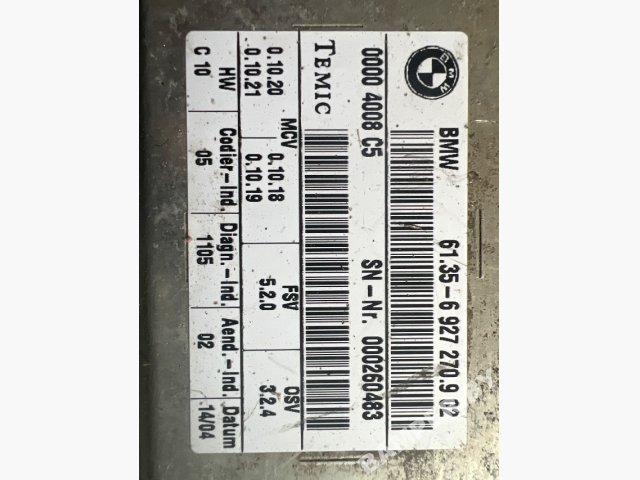 BMW
BMW 61.35-6 927 270.9 02
0000 4008 C5 SN-Nr. 000260483
TEMIC
MCV FSV OSV
0.10.20 0.10.18 5.2.0 3.2.4
0.10.21 0.10.19
HW Codier-Ind. Diagn.-Ind. Aend.-Ind. Datum
C 10 05 1105 02 14/04